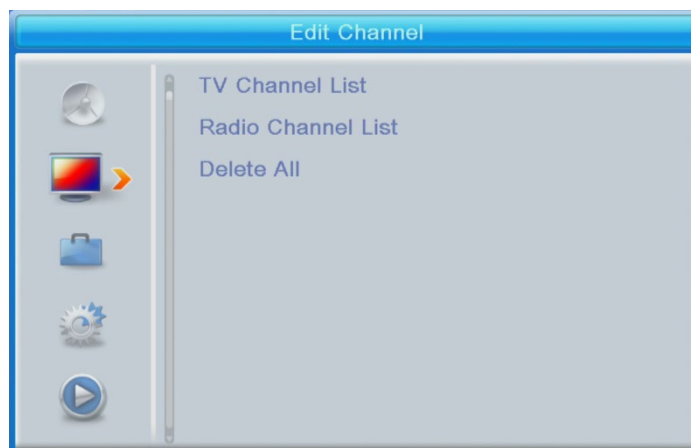 Edit Channel
TV Channel List
Radio Channel List
Delete All